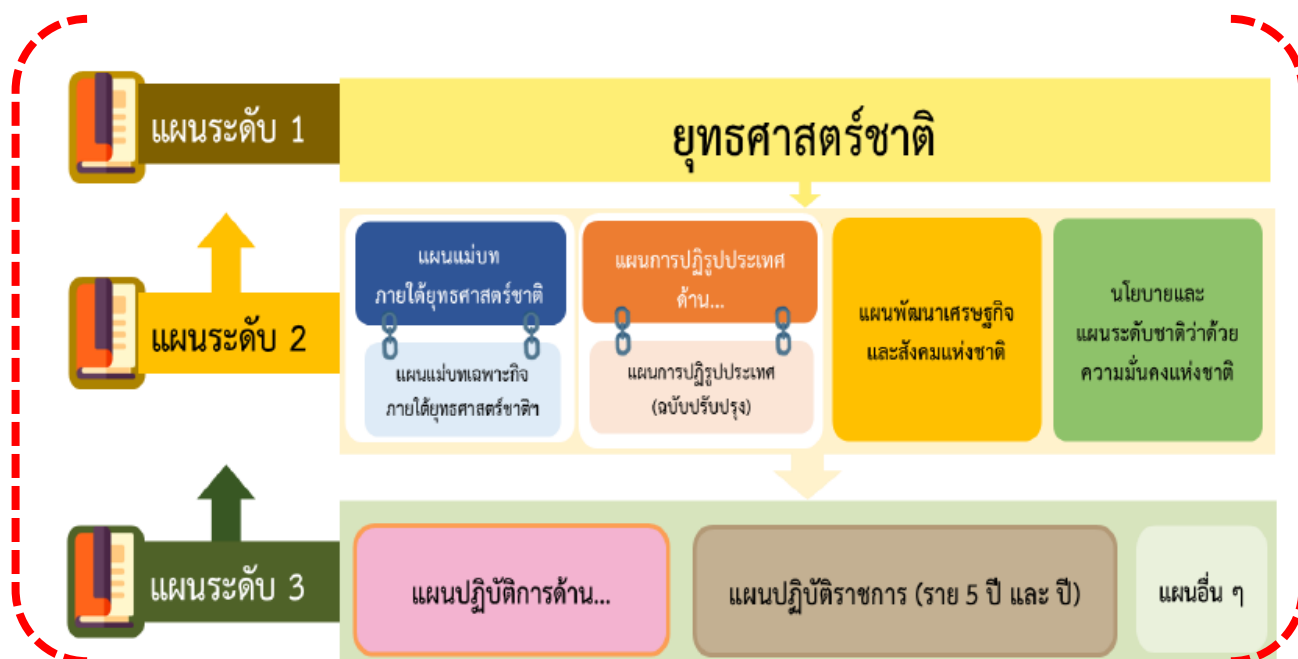 แผนระดับ 1
ยุทธศาสตร์ชาติ
แผนระดับ 2
แผนแม่บท
ภายใต้ยุทธศาสตร์ชาติ
แผนแม่บทเฉพาะกิจ
ภายใต้ยุทธศาสตร์ชาติฯ
แผนการปฏิรูปประเทศ
ด้าน...
แผนการปฏิรูปประเทศ
(ฉบับปรับปรุง)
แผนพัฒนาเศรษฐกิจ
และสังคมแห่งชาติ
นโยบายและ
แผนระดับชาติว่าด้วย
ความมั่นคงแห่งชาติ
แผนระดับ 3
แผนปฏิบัติการด้าน...
แผนปฏิบัติราชการ (ราย 5 ปี และ ปี)
แผนอื่น ๆ